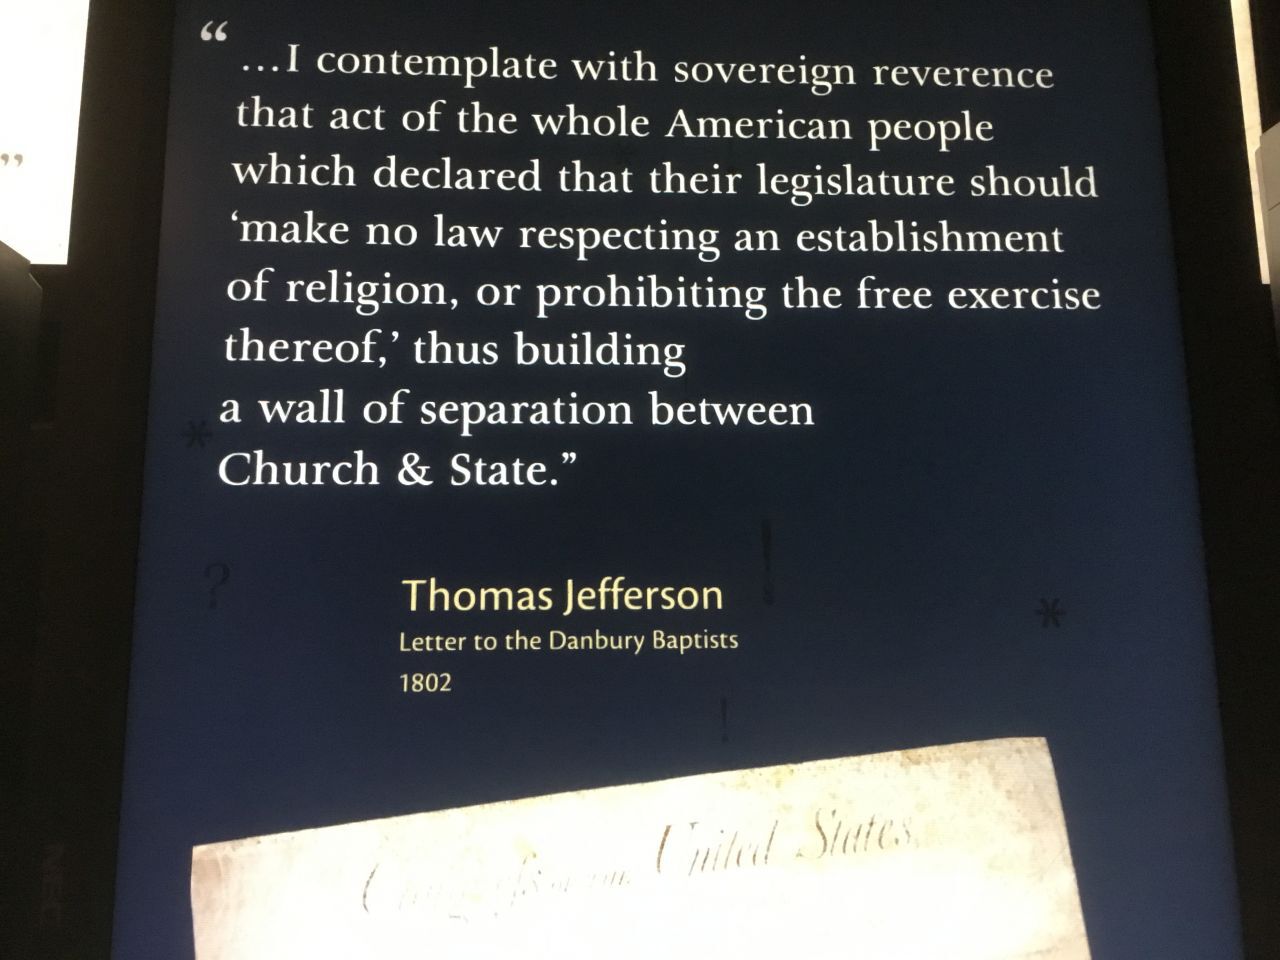 “…I contemplate with sovereign reverence
that act of the whole American people
which declared that their legislature should
‘make no law respecting an establishment
of religion, or prohibiting the free exercise
thereof,’ thus building
a wall of separation between
Church & State.”
Thomas Jefferson
Letter to the Danbury Baptists
1802
United States